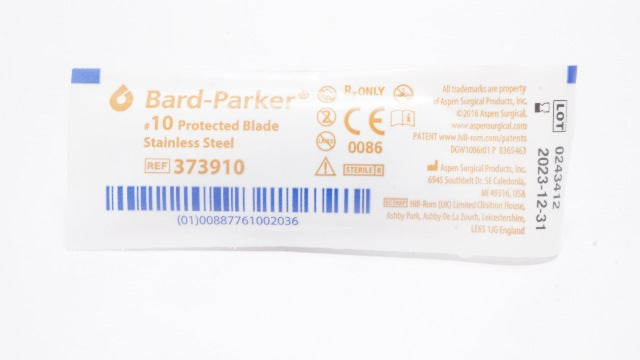 Bard-Parker®
#10 Protected Blade
Stainless Steel
REF 373910
(01)00887761002036
Rx ONLY
CE
0086
STERILE R
All trademarks are property
of Aspen Surgical Products, Inc.
©2016 Aspen Surgical.
www.aspensurgical.com
PATENT www.hill-rom.com/patents
Aspen Surgical Products, Inc.
6945 Southbelt Dr. SE Caledonia,
MI 49316, USA
EC REP Hill-Rom (UK) Limited Clinitron House,
Ashby Park, Ashby De La Zouch, Leicestershire,
LE65 1JG England
LOT 0243412
2023-12-31